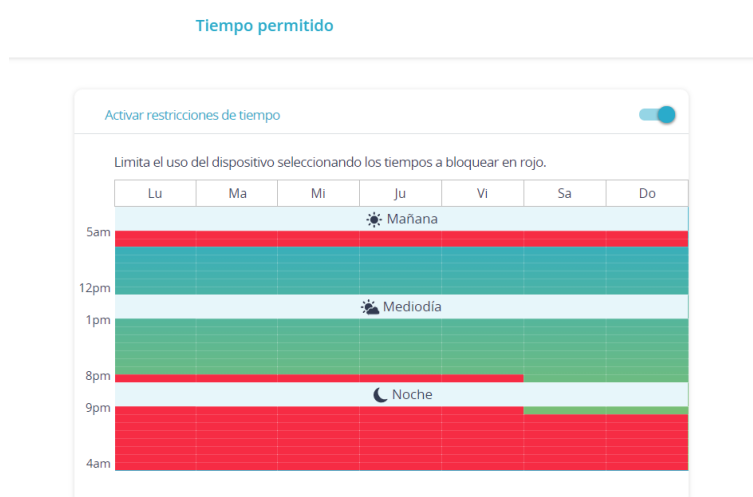 Tiempo permitido
Activar restricciones de tiempo
Limita el uso del dispositivo seleccionando los tiempos a bloquear en rojo.
Lu Ma Mi Ju Vi Sa Do
Mañana
5am
12pm
Mediodía
1pm
8pm
Noche
9pm
4am